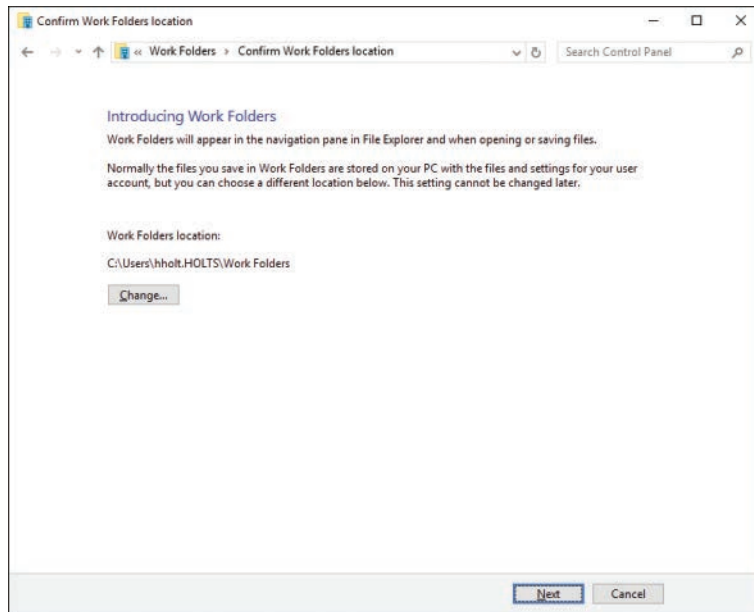 Confirm Work Folders location
« Work Folders › Confirm Work Folders location
Search Control Panel
Introducing Work Folders
Work Folders will appear in the navigation pane in File Explorer and when opening or saving files.
Normally the files you save in Work Folders are stored on your PC with the files and settings for your user
account, but you can choose a different location below. This setting cannot be changed later.
Work Folders location:
C:\Users\hholt.HOLTS\Work Folders
Change...
Next
Cancel